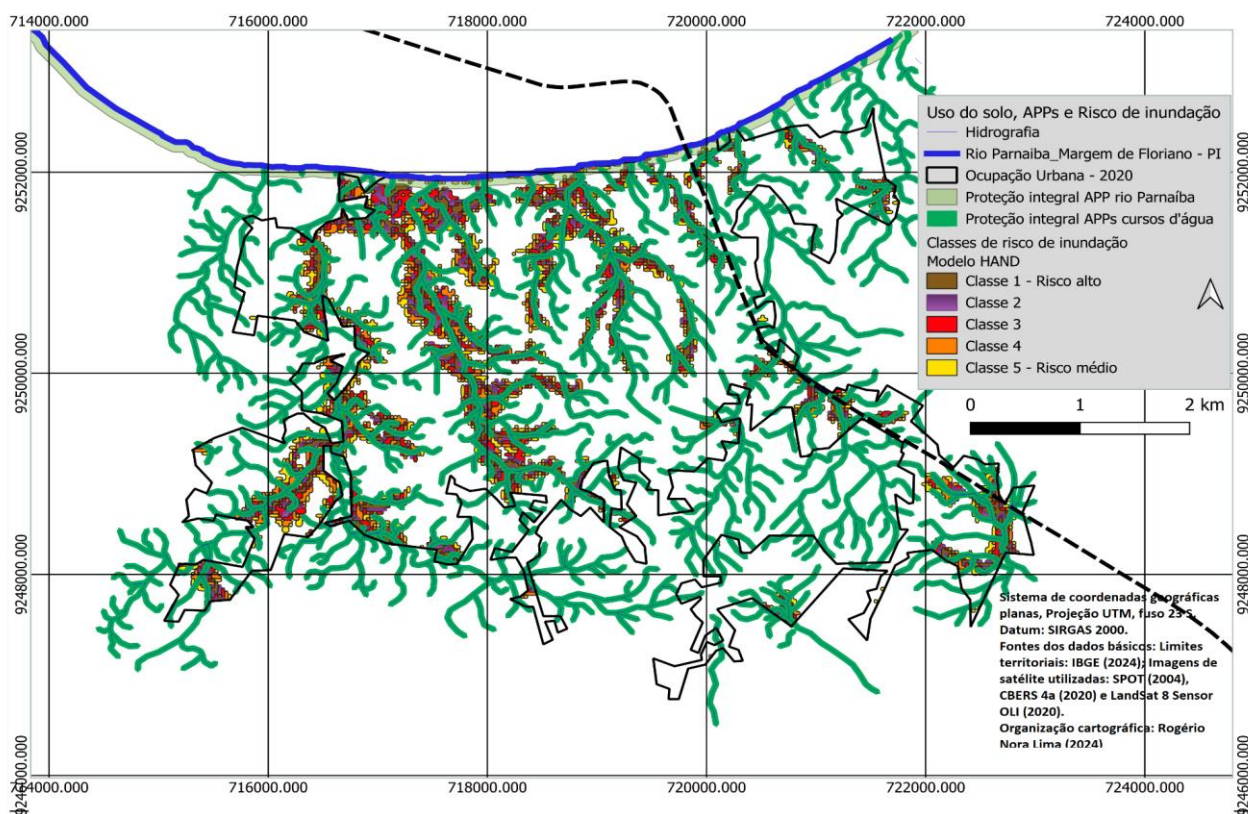 714000.000 716000.000 718000.000 720000.000 722000.000 724000.000
9252000.000 9252000.000
9250000.000 9250000.000
9248000.000 9248000.000
9246000.000 9246000.000
Uso do solo, APPs e Risco de inundação
Hidrografia
Rio Parnaiba_Margem de Floriano - PI
Ocupação Urbana - 2020
Proteção integral APP rio Parnaíba
Proteção integral APPs cursos d'água
Classes de risco de inundação
Modelo HAND
Classe 1 - Risco alto
Classe 2
Classe 3
Classe 4
Classe 5 - Risco médio
0 1 2 km
Sistema de coordenadas geográficas
planas, Projeção UTM, fuso 23 S.
Datum: SIRGAS 2000.
Fontes dos dados básicos: Limites
territoriais: IBGE (2024); Imagens de
satélite utilizadas: SPOT (2004),
CBERS 4a (2020) e LandSat 8 Sensor
OLI (2020).
Organização cartográfica: Rogério
Nora Lima (2024)
714000.000 716000.000 718000.000 720000.000 722000.000 724000.000